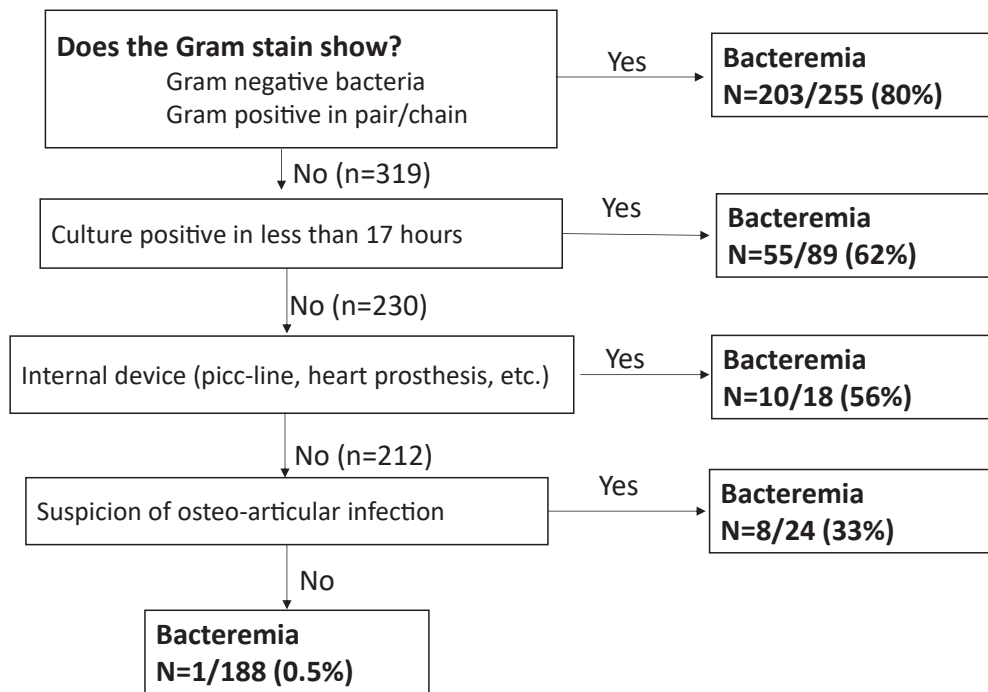 Does the Gram stain show?
Gram negative bacteria
Gram positive in pair/chain
Yes
Bacteremia
N=203/255 (80%)
No (n=319)
Culture positive in less than 17 hours
Yes
Bacteremia
N=55/89 (62%)
No (n=230)
Internal device (picc-line, heart prosthesis, etc.)
Yes
Bacteremia
N=10/18 (56%)
No (n=212)
Suspicion of osteo-articular infection
Yes
Bacteremia
N=8/24 (33%)
No
Bacteremia
N=1/188 (0.5%)